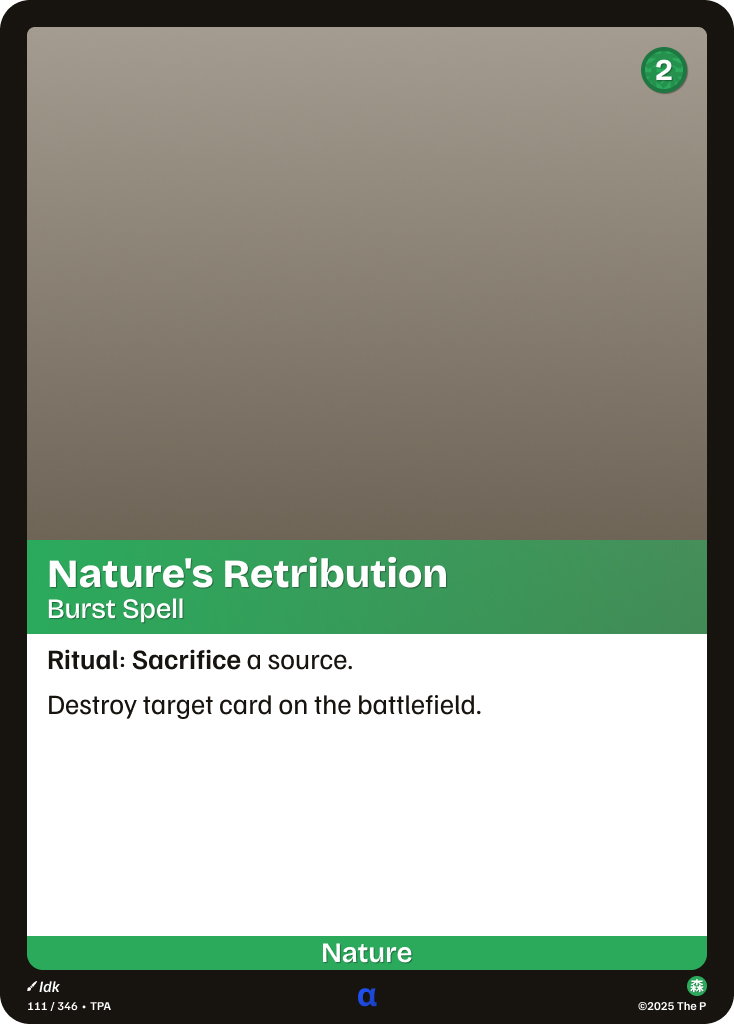 2
Nature's Retribution
Burst Spell
Ritual: Sacrifice a source.
Destroy target card on the battlefield.
Nature
Idk
111 / 346 • TPA
α
森
©2025 The P